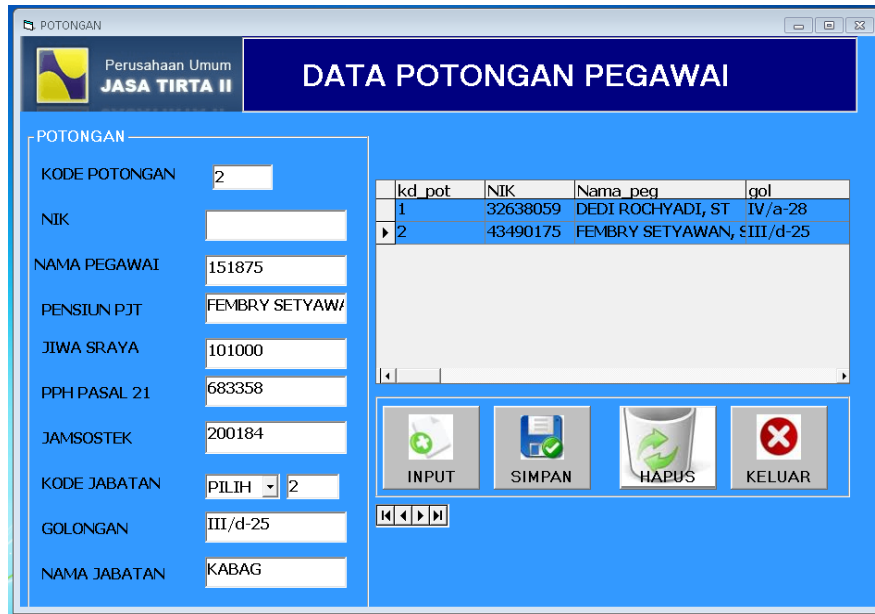 POTONGAN
Perusahaan Umum
JASA TIRTA II
DATA POTONGAN PEGAWAI
POTONGAN
KODE POTONGAN 2
NIK
NAMA PEGAWAI 151875
PENSIUN PJT FEMBRY SETYAWA
JIWA SRAYA 101000
PPH PASAL 21 683358
JAMSOSTEK 200184
KODE JABATAN PILIH 2
GOLONGAN III/d-25
NAMA JABATAN KABAG
kd_pot NIK Nama_peg gol
1 32638059 DEDI ROCHYADI, ST IV/a-28
2 43490175 FEMBRY SETYAWAN, S III/d-25
INPUT SIMPAN HAPUS KELUAR